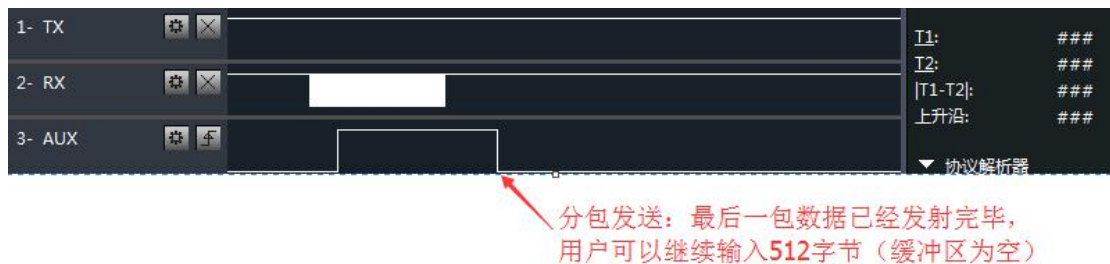 1- TX
T1: ###
T2: ###
2- RX
|T1-T2|: ###
上升沿: ###
3- AUX
▼ 协议解析器
分包发送：最后一包数据已经发射完毕，
用户可以继续输入512字节（缓冲区为空）